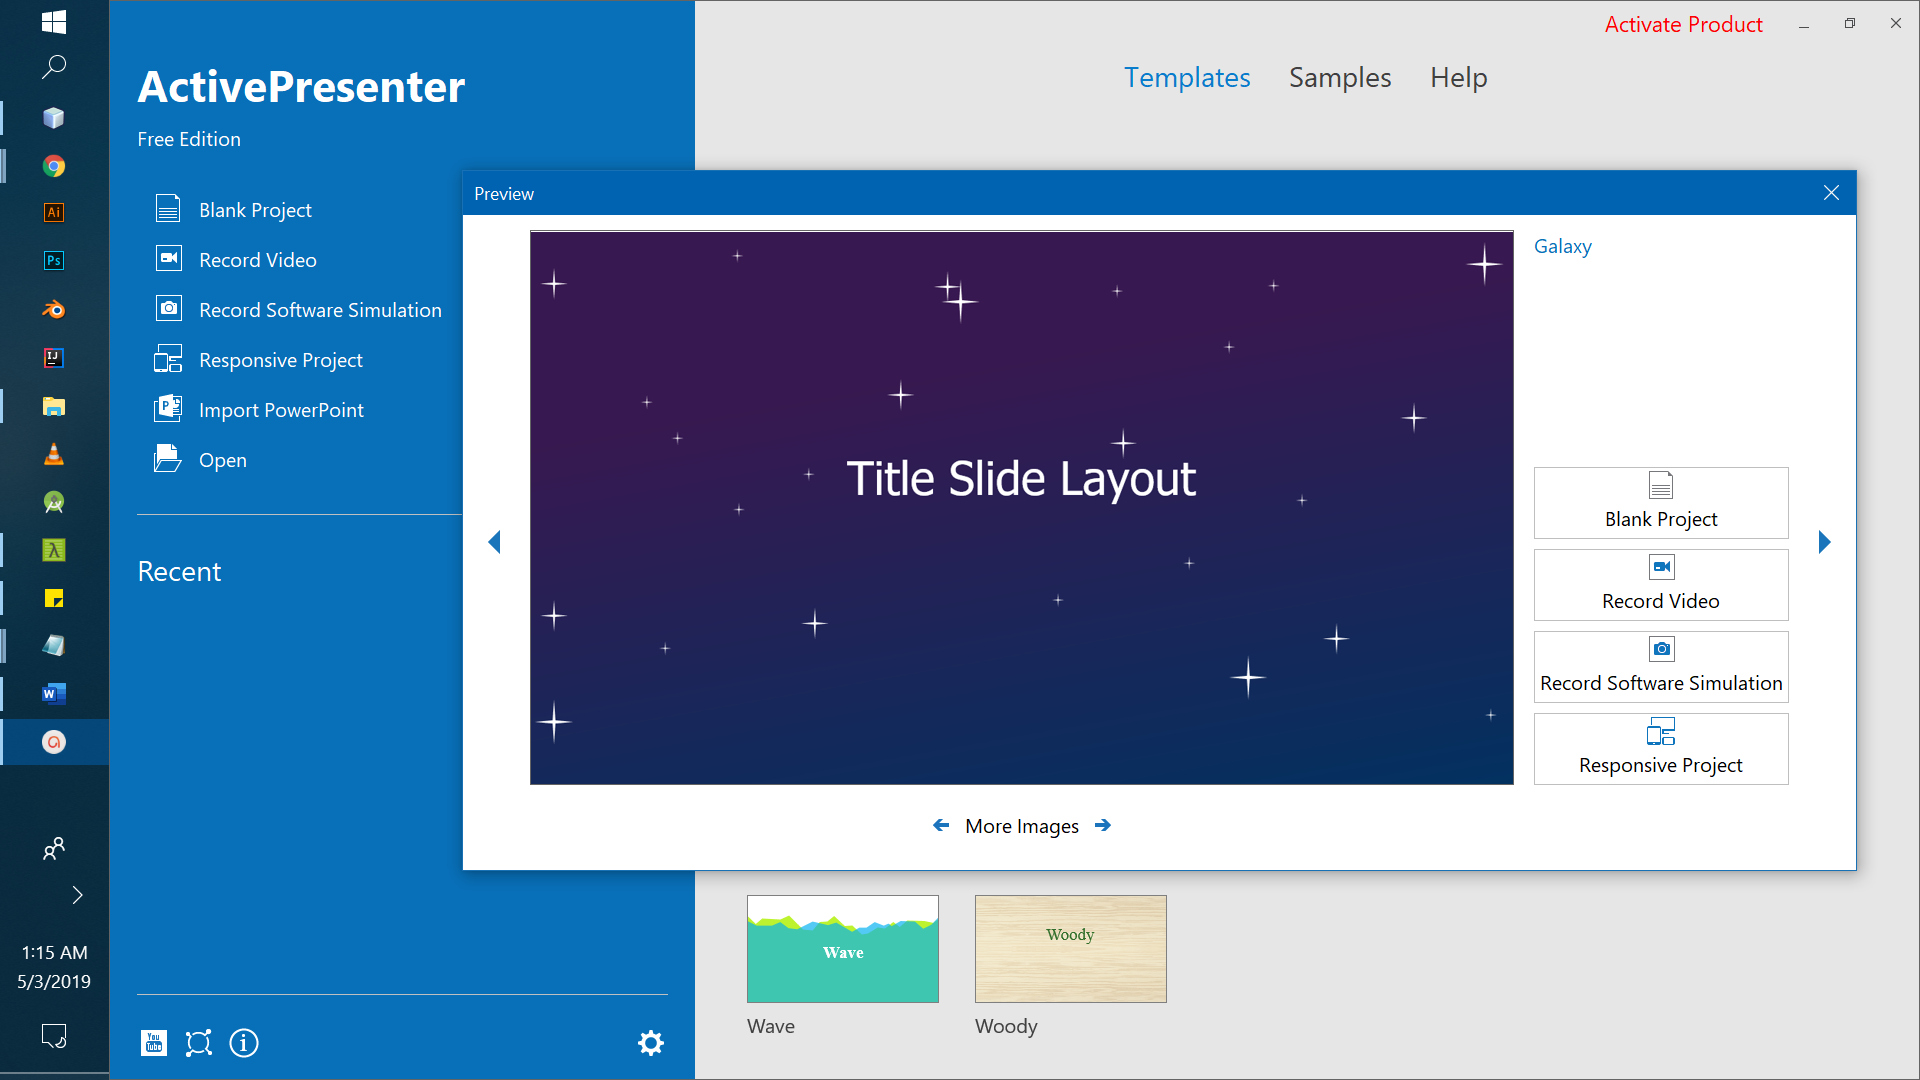 Activate Product
ActivePresenter
Free Edition
Templates
Samples
Help
Blank Project
Record Video
Record Software Simulation
Responsive Project
Import PowerPoint
Open
Recent
Preview
Title Slide Layout
Galaxy
Blank Project
Record Video
Record Software Simulation
Responsive Project
More Images
Wave
Woody
Wave
Woody
Ai
Ps
IJ
λ
W
P
1:15 AM
5/3/2019
You
Tube